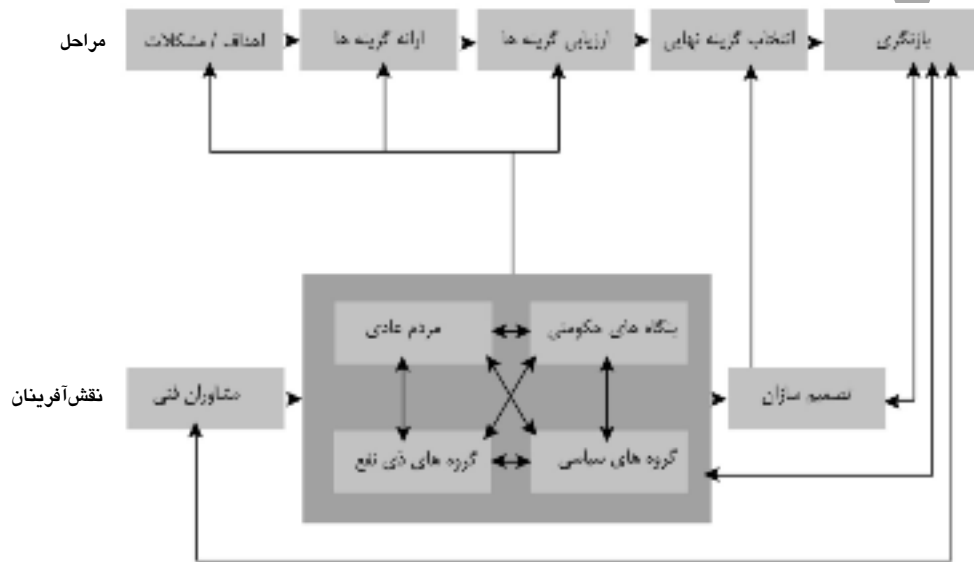 مراحل
اهداف / مشکلات
ارائه گزینه ها
ارزیابی گزینه ها
انتخاب گزینه نهایی
بازنگری
نقش‌آفرینان
مشاوران فنی
مردم عادی
بنگاه های حکومتی
گروه های ذی نفع
گروه های سیاسی
تصمیم سازان